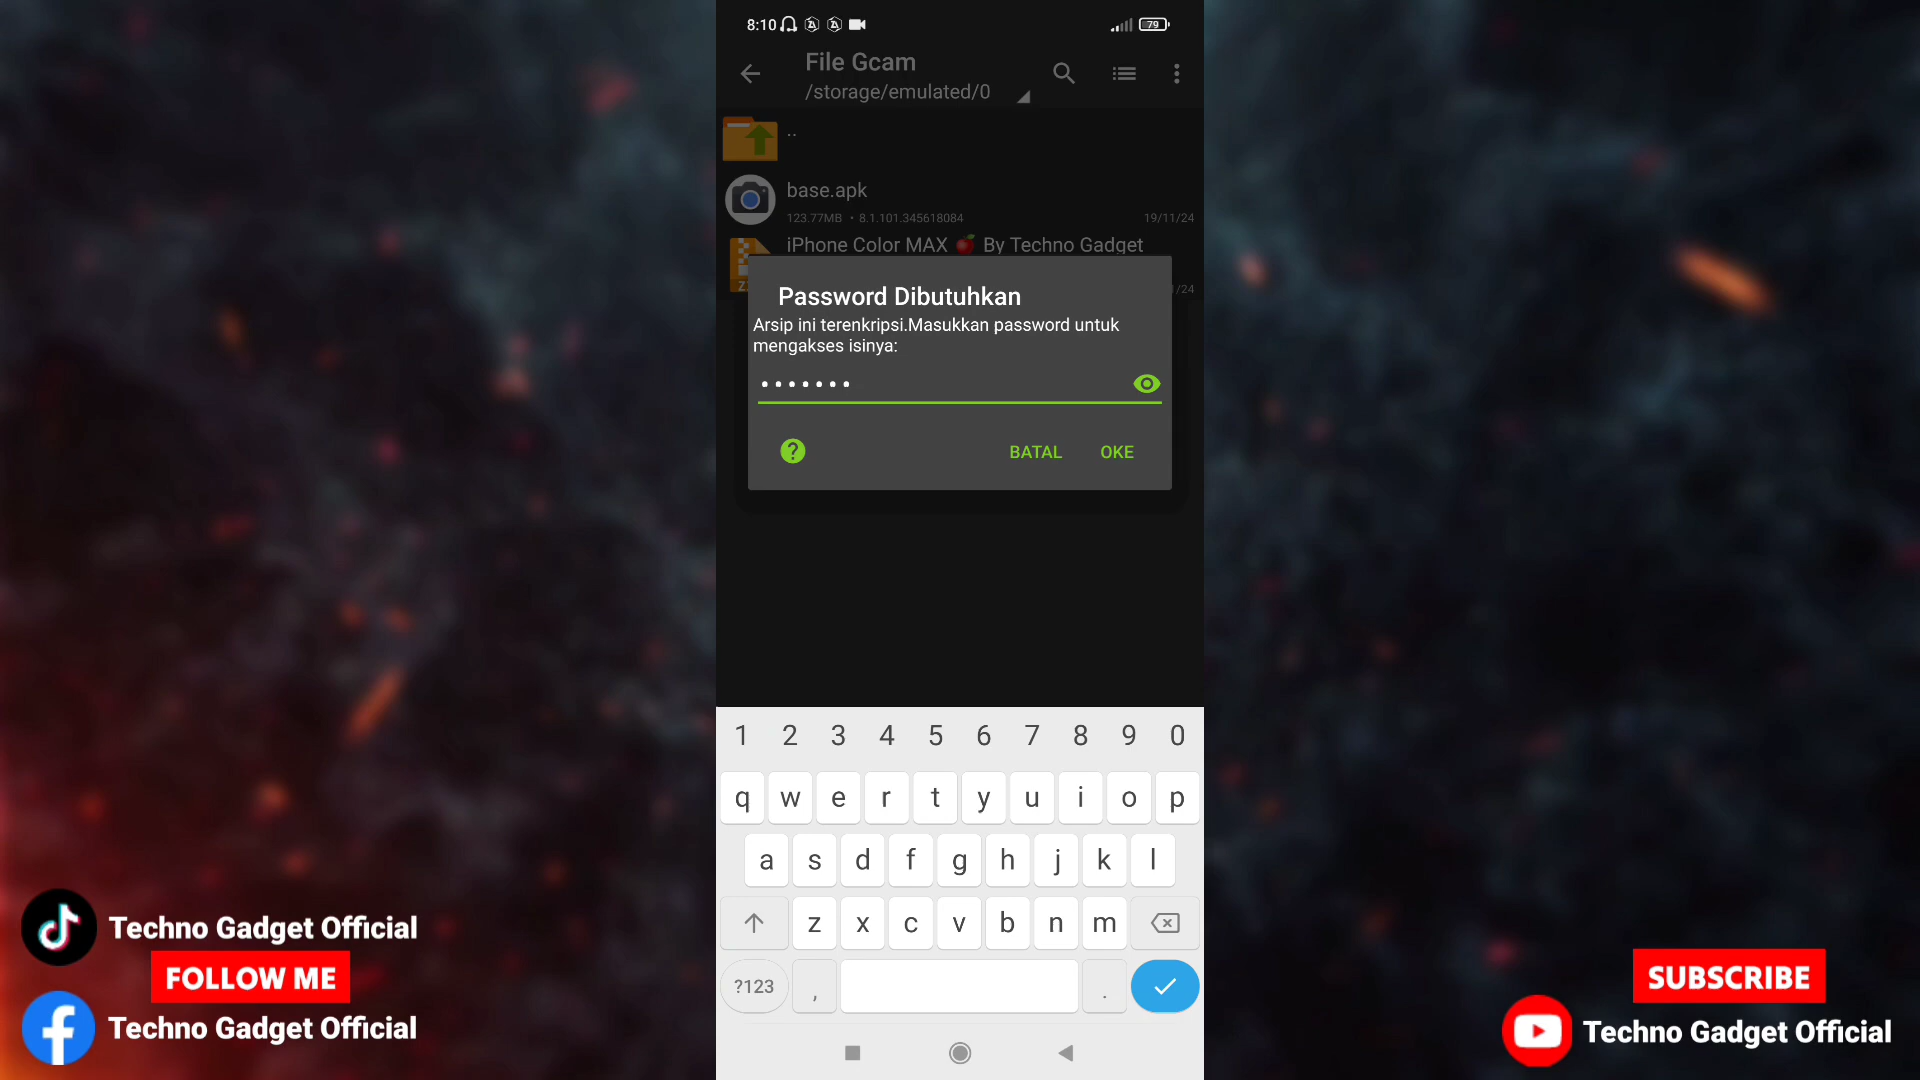 8:10
79
File Gcam
/storage/emulated/0
..
base.apk
123.77MB • 8.1.101.345618084
19/11/24
iPhone Color MAX 🍎 By Techno Gadget
/24
Password Dibutuhkan
Arsip ini terenkripsi.Masukkan password untuk
mengakses isinya:
BATAL
OKE
1 2 3 4 5 6 7 8 9 0
q w e r t y u i o p
a s d f g h j k l
z x c v b n m
?123 , .
Techno Gadget Official
FOLLOW ME
Techno Gadget Official
SUBSCRIBE
Techno Gadget Official